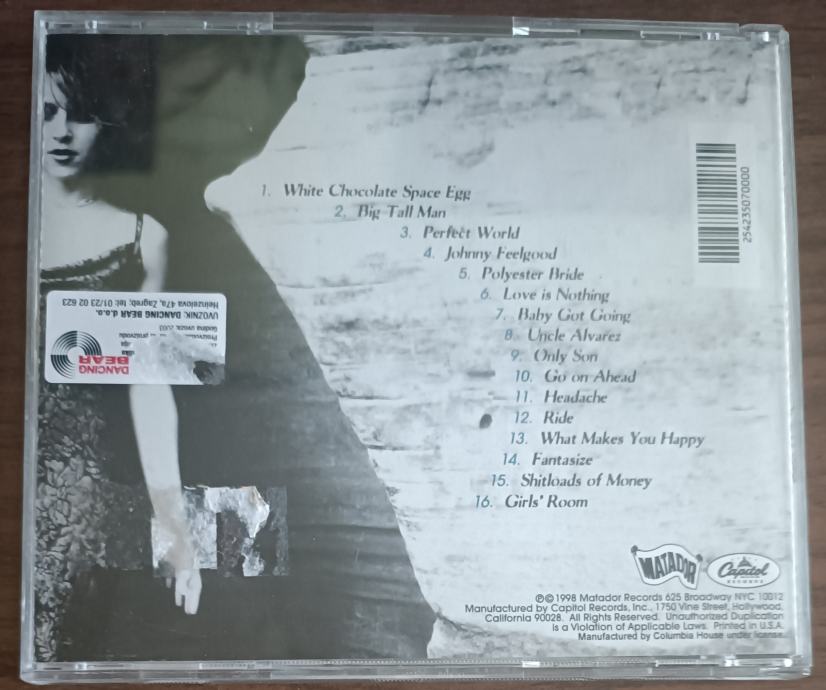 1. White Chocolate Space Egg
2. Big Tall Man
3. Perfect World
4. Johnny Feelgood
5. Polyester Bride
6. Love is Nothing
7. Baby Got Going
8. Uncle Alvarez
9. Only Son
10. Go on Ahead
11. Headache
12. Ride
13. What Makes You Happy
14. Fantasize
15. Shitloads of Money
16. Girls' Room
254235070000
DANCING
BEAR
Godina uvoza: 2003
UVOZNIK: DANCING BEAR d.o.o.
Heinzelova 47a, Zagreb; tel: 01/23 02 623
MATADOR
Capitol
RECORDS
℗©1998 Matador Records 625 Broadway NYC 10012
Manufactured by Capitol Records, Inc., 1750 Vine Street, Hollywood,
California 90028. All Rights Reserved. Unauthorized Duplication
is a Violation of Applicable Laws. Printed in U.S.A.
Manufactured by Columbia House under license.